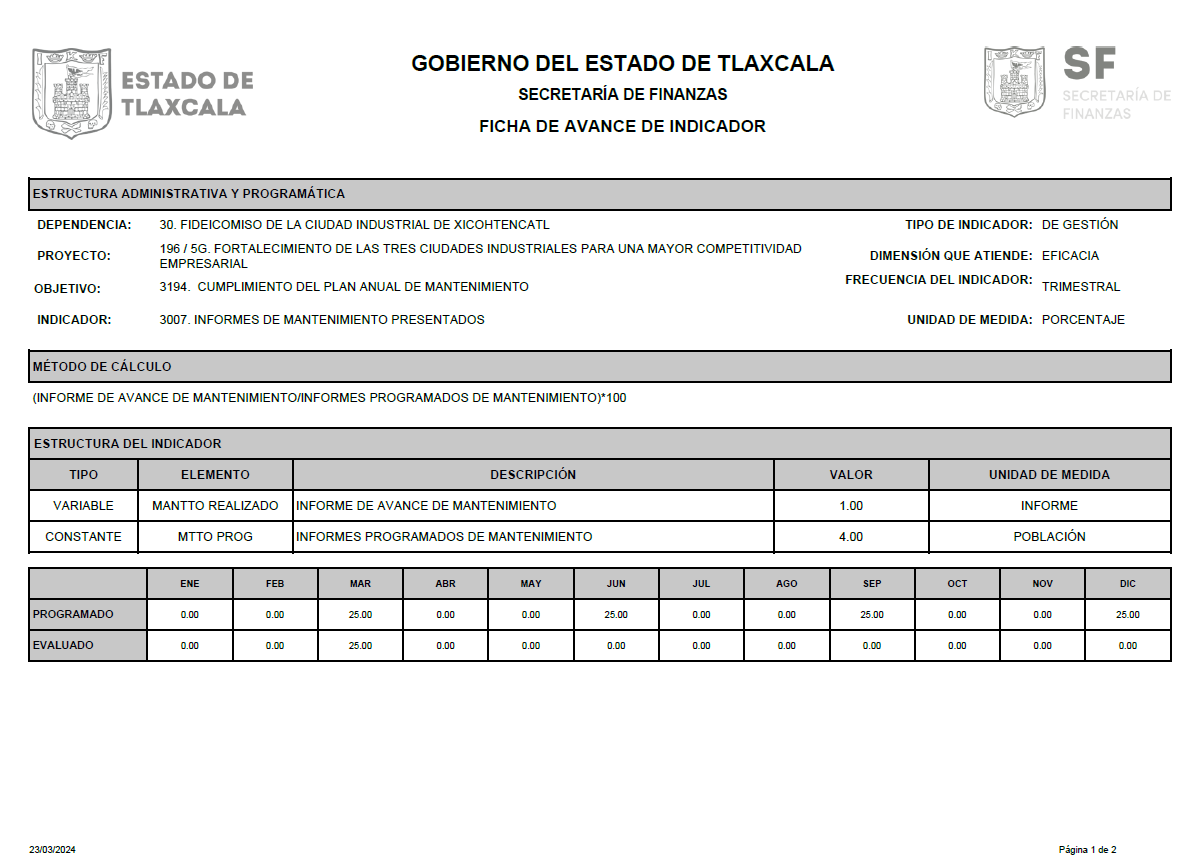 ESTADO DE
TLAXCALA
GOBIERNO DEL ESTADO DE TLAXCALA
SECRETARÍA DE FINANZAS
FICHA DE AVANCE DE INDICADOR
SF
SECRETARÍA DE
FINANZAS
ESTRUCTURA ADMINISTRATIVA Y PROGRAMÁTICA
DEPENDENCIA: 30. FIDEICOMISO DE LA CIUDAD INDUSTRIAL DE XICOHTENCATL TIPO DE INDICADOR: DE GESTIÓN
PROYECTO: 196 / 5G. FORTALECIMIENTO DE LAS TRES CIUDADES INDUSTRIALES PARA UNA MAYOR COMPETITIVIDAD
EMPRESARIAL
DIMENSIÓN QUE ATIENDE: EFICACIA
OBJETIVO: 3194. CUMPLIMIENTO DEL PLAN ANUAL DE MANTENIMIENTO FRECUENCIA DEL INDICADOR: TRIMESTRAL
INDICADOR: 3007. INFORMES DE MANTENIMIENTO PRESENTADOS UNIDAD DE MEDIDA: PORCENTAJE
MÉTODO DE CÁLCULO
(INFORME DE AVANCE DE MANTENIMIENTO/INFORMES PROGRAMADOS DE MANTENIMIENTO)*100
ESTRUCTURA DEL INDICADOR
TIPO ELEMENTO DESCRIPCIÓN VALOR UNIDAD DE MEDIDA
VARIABLE MANTTO REALIZADO INFORME DE AVANCE DE MANTENIMIENTO 1.00 INFORME
CONSTANTE MTTO PROG INFORMES PROGRAMADOS DE MANTENIMIENTO 4.00 POBLACIÓN
ENE FEB MAR ABR MAY JUN JUL AGO SEP OCT NOV DIC
PROGRAMADO 0.00 0.00 25.00 0.00 0.00 25.00 0.00 0.00 25.00 0.00 0.00 25.00
EVALUADO 0.00 0.00 25.00 0.00 0.00 0.00 0.00 0.00 0.00 0.00 0.00 0.00
23/03/2024 Página 1 de 2